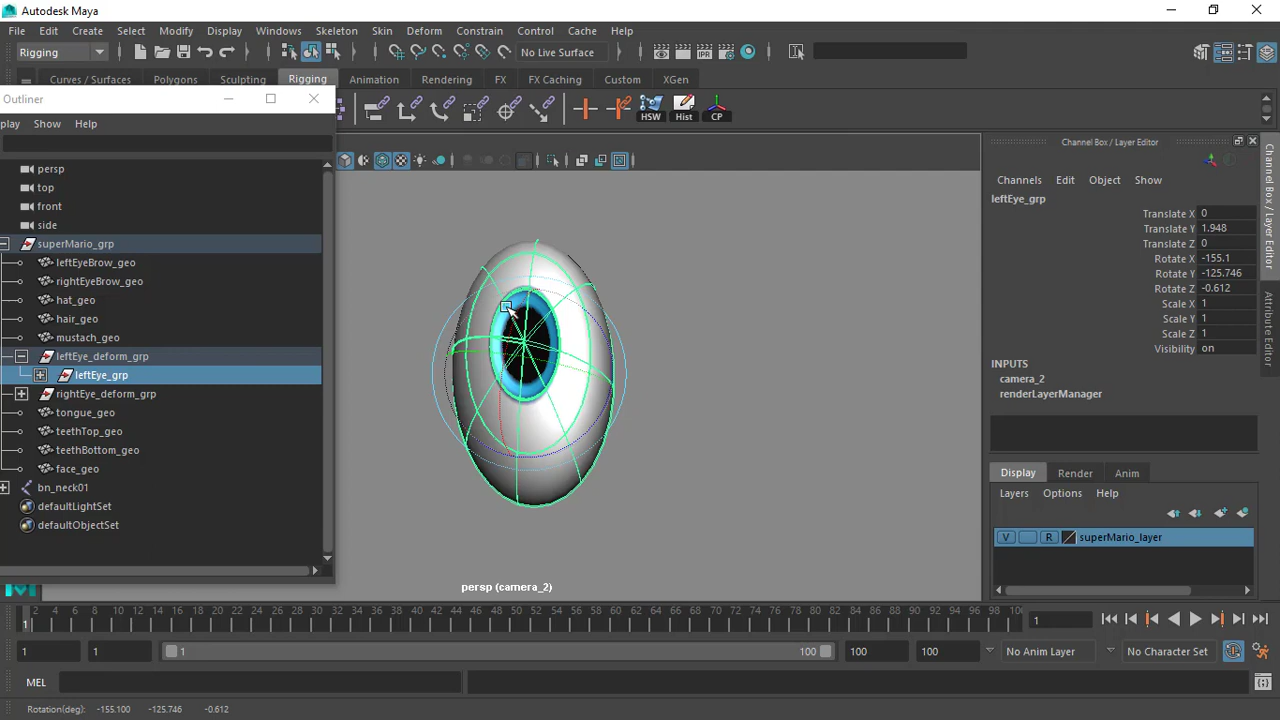 Autodesk Maya
File Edit Create Select Modify Display Windows Skeleton Skin Deform Constrain Control Cache Help
Rigging No Live Surface
Curves / Surfaces Polygons Sculpting Rigging Animation Rendering FX FX Caching Custom XGen
Outliner
HSW Hist CP
play Show Help
Channel Box / Layer Editor
persp
top
front
side
superMario_grp
leftEyeBrow_geo
rightEyeBrow_geo
hat_geo
hair_geo
mustach_geo
leftEye_deform_grp
leftEye_grp
rightEye_deform_grp
tongue_geo
teethTop_geo
teethBottom_geo
face_geo
bn_neck01
defaultLightSet
defaultObjectSet
persp (camera_2)
Channels Edit Object Show
leftEye_grp
Translate X 0
Translate Y 1.948
Translate Z 0
Rotate X -155.1
Rotate Y -125.746
Rotate Z -0.612
Scale X 1
Scale Y 1
Scale Z 1
Visibility on
INPUTS
camera_2
renderLayerManager
Display Render Anim
Layers Options Help
V R superMario_layer
Channel Box / Layer Editor
Attribute Editor
2 4 6 8 10 12 14 16 18 20 22 24 26 28 30 32 34 36 38 40 42 44 46 48 50 52 54 56 58 60 62 64 66 68 70 72 74 76 78 80 82 84 86 88 90 92 94 96 98 100
1 1
1 1 1 100 100 100 No Anim Layer No Character Set
MEL
Rotation(deg): -155.100 -125.746 -0.612